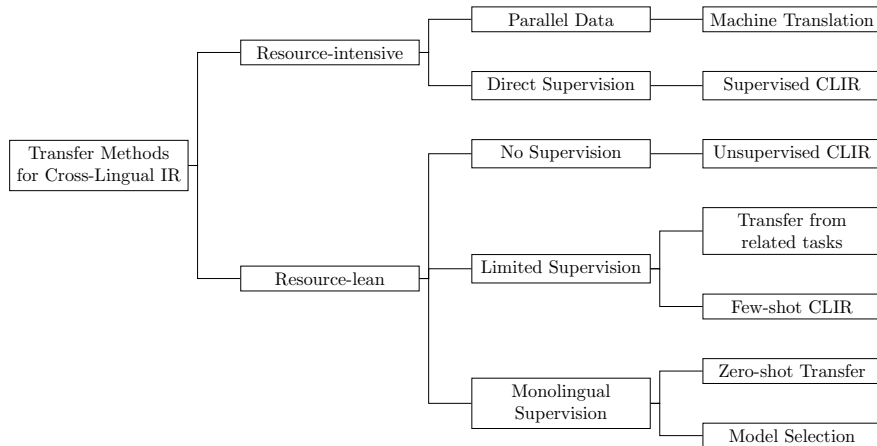 Transfer Methods
for Cross-Lingual IR
Resource-intensive
Parallel Data
Machine Translation
Direct Supervision
Supervised CLIR
Resource-lean
No Supervision
Unsupervised CLIR
Limited Supervision
Transfer from
related tasks
Few-shot CLIR
Monolingual
Supervision
Zero-shot Transfer
Model Selection